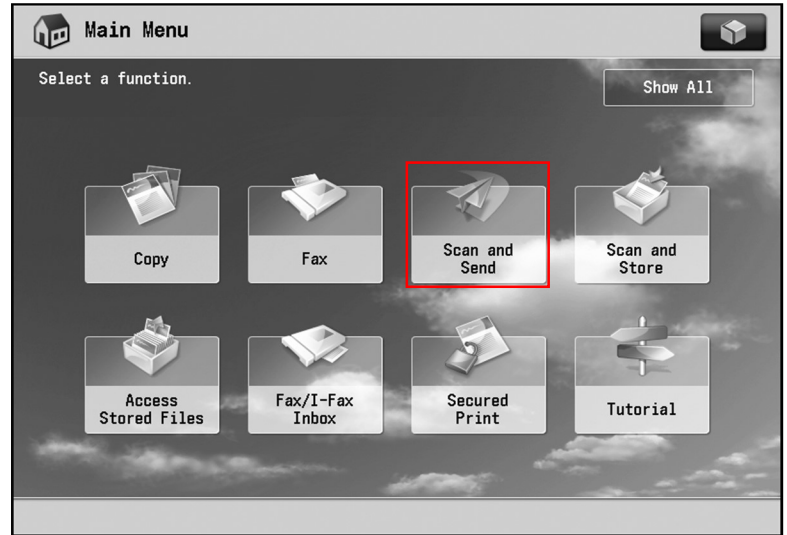 Main Menu
Select a function.
Show All
Copy
Fax
Scan and
Send
Scan and
Store
Access
Stored Files
Fax/I-Fax
Inbox
Secured
Print
Tutorial